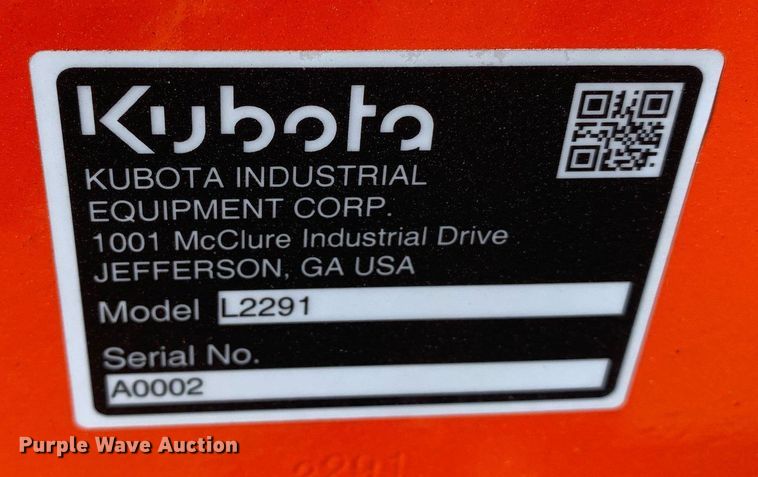 Kubota
KUBOTA INDUSTRIAL
EQUIPMENT CORP.
1001 McClure Industrial Drive
JEFFERSON, GA USA
Model L2291
Serial No.
A0002
Purple Wave Auction